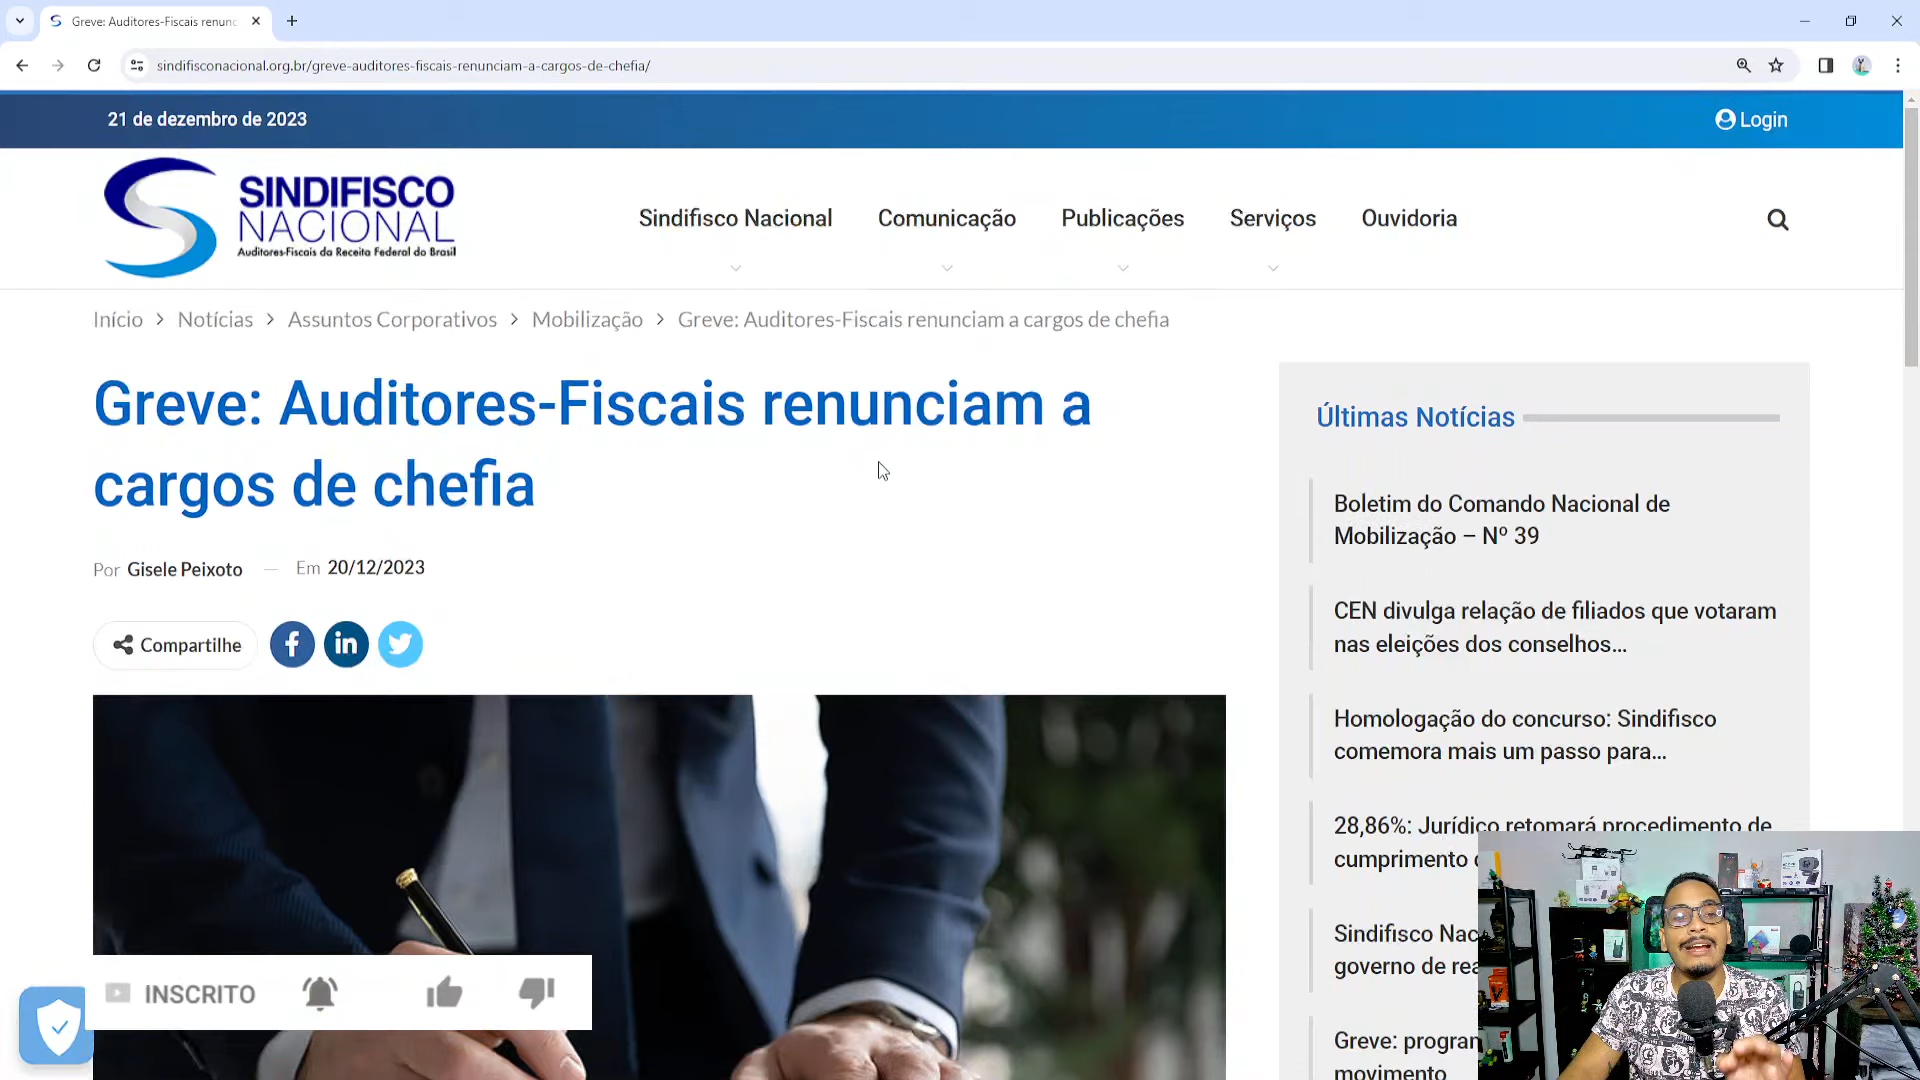 Greve: Auditores-Fiscais renunc
sindifisconacional.org.br/greve-auditores-fiscais-renunciam-a-cargos-de-chefia/
21 de dezembro de 2023
Login
SINDIFISCO
NACIONAL
Auditores-Fiscais da Receita Federal do Brasil
Sindifisco Nacional
Comunicação
Publicações
Serviços
Ouvidoria
Início > Notícias > Assuntos Corporativos > Mobilização > Greve: Auditores-Fiscais renunciam a cargos de chefia
Greve: Auditores-Fiscais renunciam a
cargos de chefia
Por Gisele Peixoto — Em 20/12/2023
Compartilhe
Últimas Notícias
Boletim do Comando Nacional de
Mobilização – Nº 39
CEN divulga relação de filiados que votaram
nas eleições dos conselhos...
Homologação do concurso: Sindifisco
comemora mais um passo para...
28,86%: Jurídico retomará procedimento de
cumprimento
Sindifisco Nac
governo de rea
Greve: program
movimento
INSCRITO